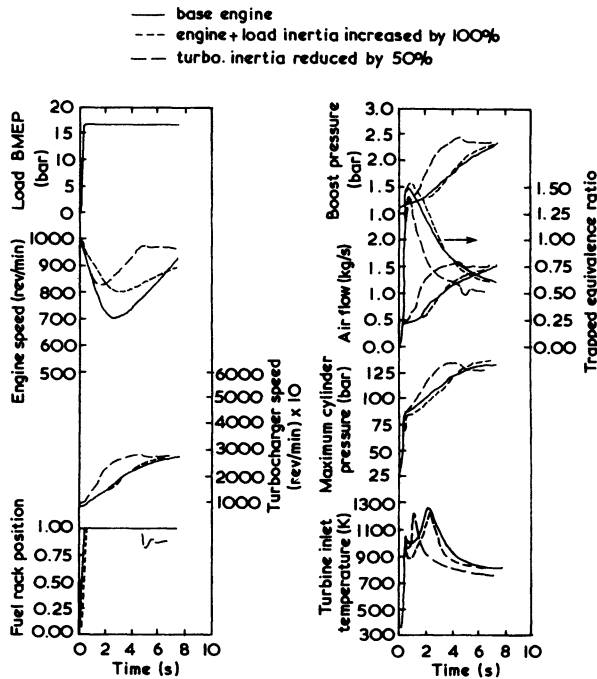 base engine
engine + load inertia increased by 100%
turbo. inertia reduced by 50%
Load BMEP
(bar)
20
15
10
5
0
Engine speed (rev/min)
1000
900
800
700
600
500
Turbocharger speed
(rev/min) x 10
6000
5000
4000
3000
2000
1000
Fuel rack position
1.00
0.75
0.50
0.25
0.00
0 2 4 6 8 10
Time (s)
Boost pressure
(bar)
3.0
2.5
2.0
1.5
1.0
Air flow (kg/s)
2.0
1.5
1.0
0.5
0.0
Trapped equivalence ratio
1.50
1.25
1.00
0.75
0.50
0.25
0.00
Maximum cylinder
pressure (bar)
125
100
75
50
25
Turbine inlet
temperature (K)
1300
1100
900
700
500
300
0 2 4 6 8 10
Time (s)